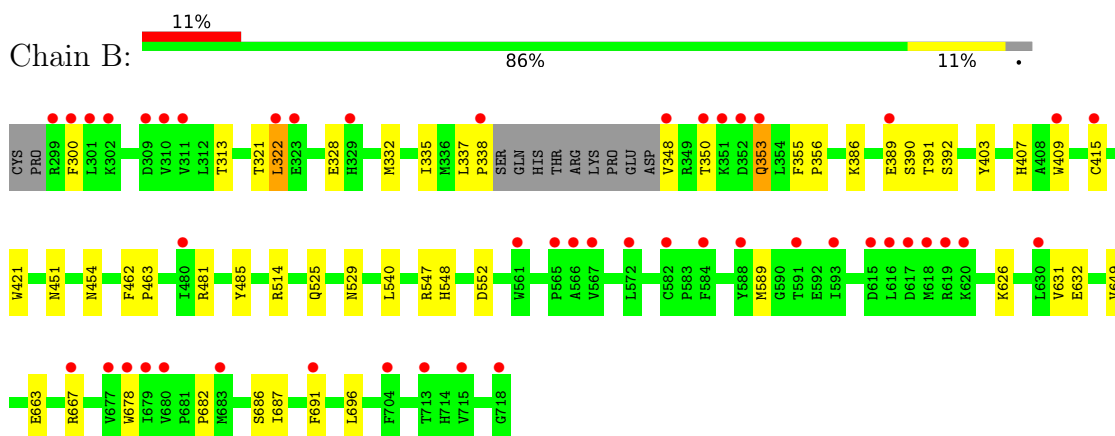 11%
Chain B:
86%
11%
•
CYS PRO R299 F300 L301 K302 D309 V310 V311 L312 T313 T321 L322 E323 E328 H329 M332 I335 M336 L337 P338 SER GLN HIS THR ARG LYS PRO GLU ASP V348 R349 T350 K351 D352 Q353 L354 F355 P356 K386 E389 S390 T391 S392 Y403 H407 A408 W409 C415
W421 N451 N454 F462 P463 I480 R481 Y485 R514 Q525 N529 L540 R547 H548 D552 W561 P565 A566 V567 L572 C582 P583 F584 Y588 M589 G590 T591 E592 I593 D615 L616 D617 M618 R619 K620 K626 L630 V631 E632 V649
E663 R667 V677 W678 I679 V680 P681 P682 M683 S686 I687 F691 L696 F704 T713 H714 V715 G718